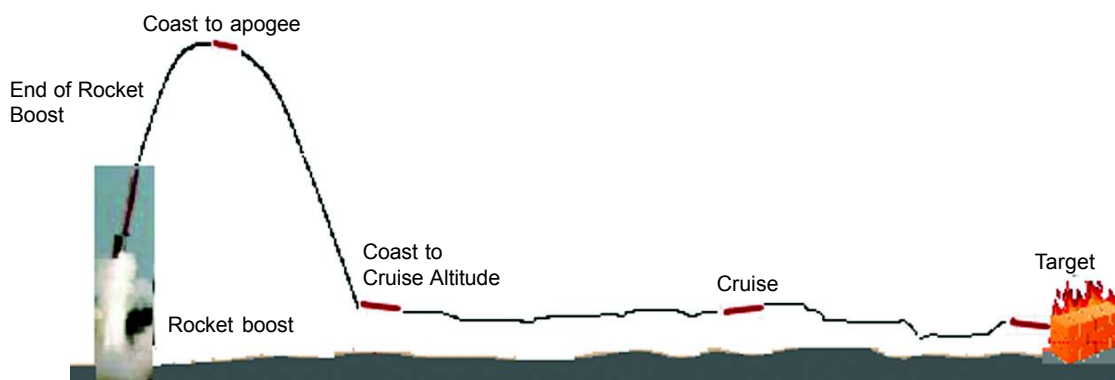 Coast to apogee
End of Rocket
Boost
Coast to
Cruise Altitude
Cruise
Target
Rocket boost